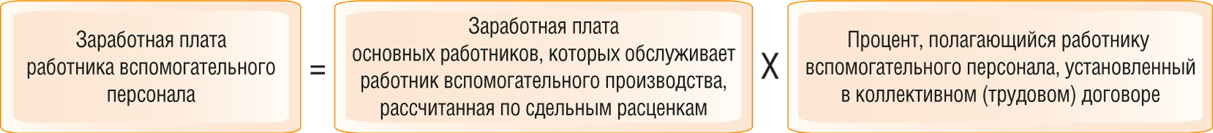 Заработная плата
работника вспомогательного
персонала
=
Заработная плата
основных работников, которых обслуживает
работник вспомогательного производства,
рассчитанная по сдельным расценкам
X
Процент, полагающийся работнику
вспомогательного персонала, установленный
в коллективном (трудовом) договоре